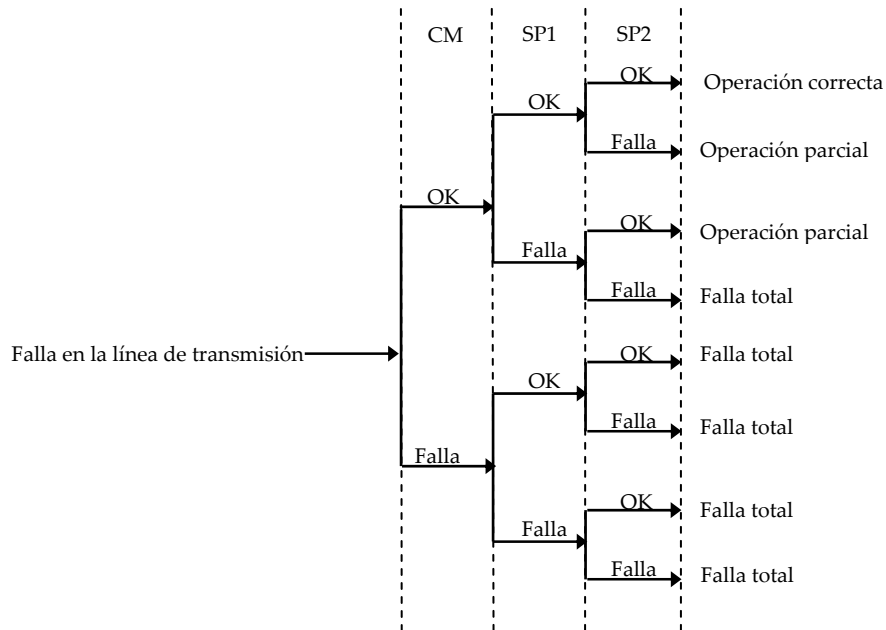 CM SP1 SP2
OK Operación correcta
OK
Falla Operación parcial
OK
OK Operación parcial
Falla
Falla Falla total
Falla en la línea de transmisión
OK Falla total
OK
Falla Falla total
Falla
OK Falla total
Falla
Falla Falla total